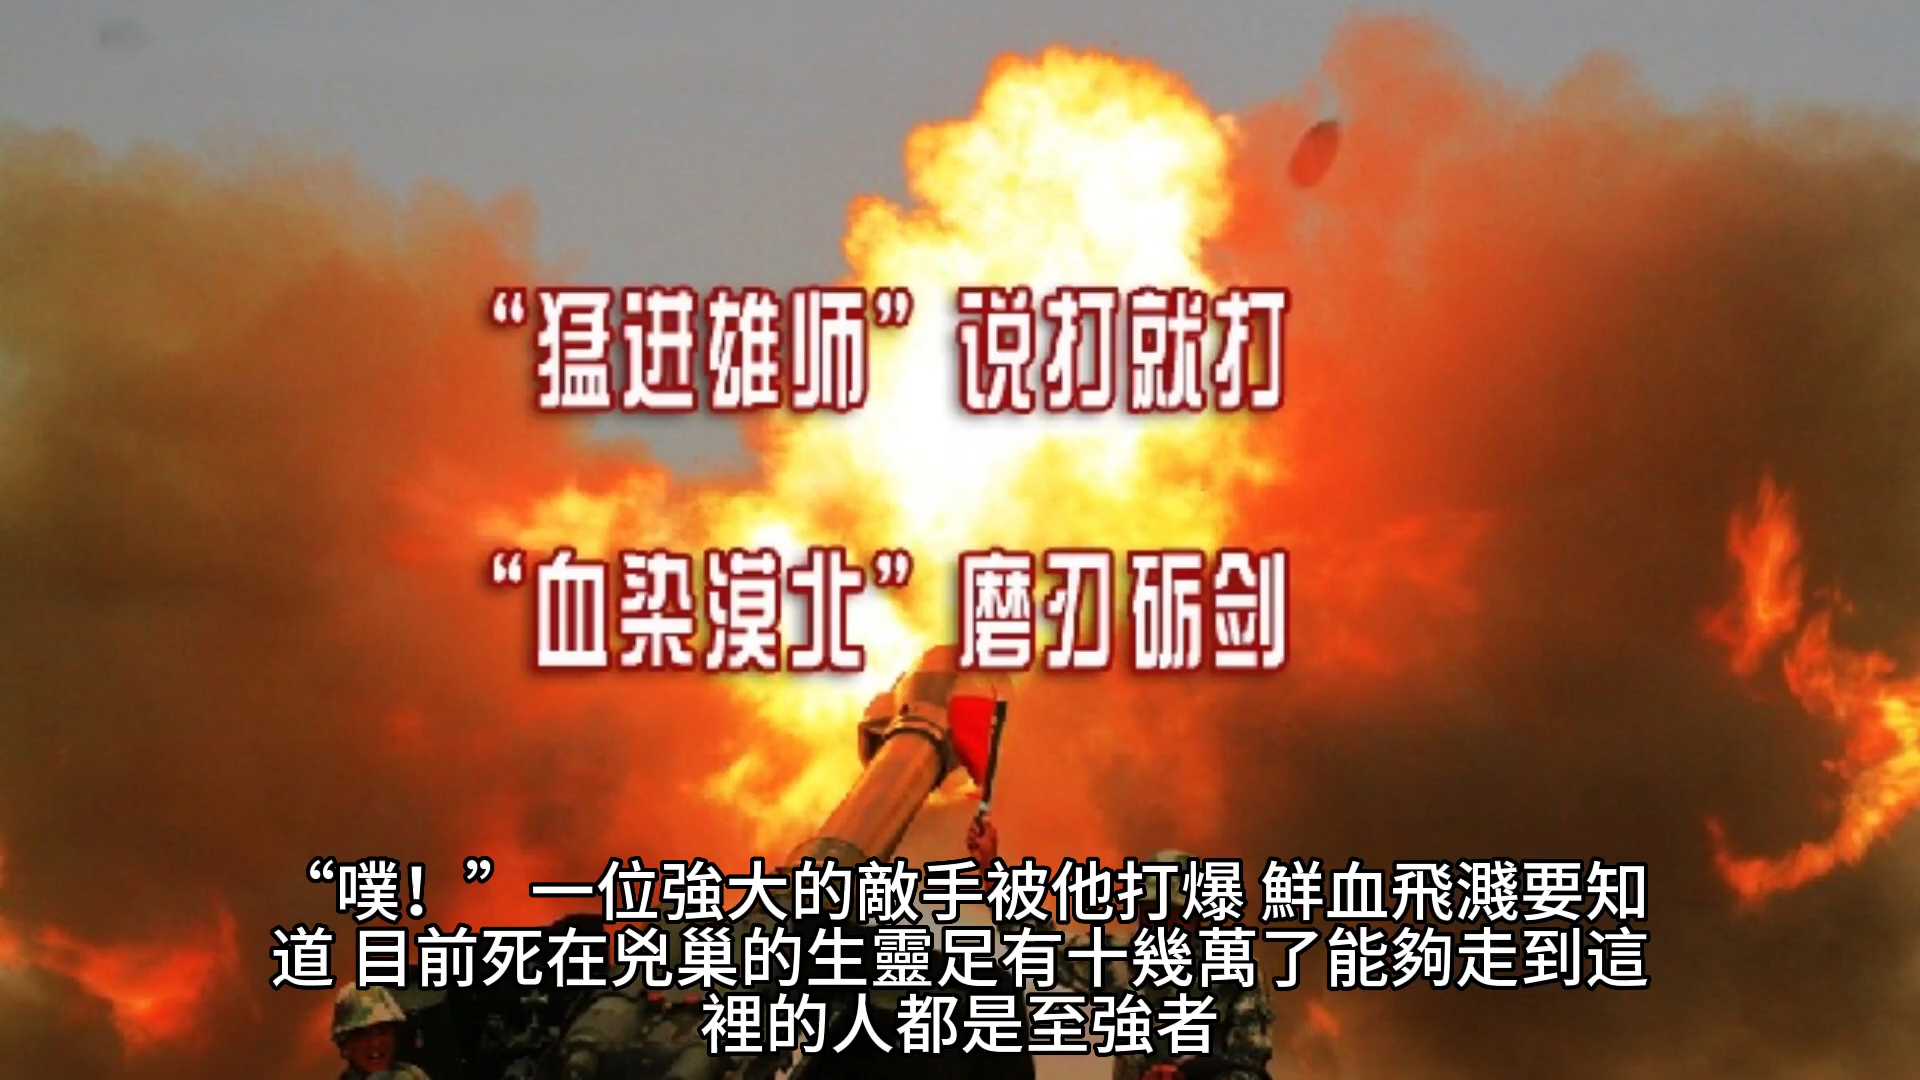 “猛进雄师”说打就打
“血染漠北”磨刃砺剑
“噗！”一位強大的敵手被他打爆 鮮血飛濺要知
道 目前死在兇巢的生靈足有十幾萬了能夠走到這
裡的人都是至強者